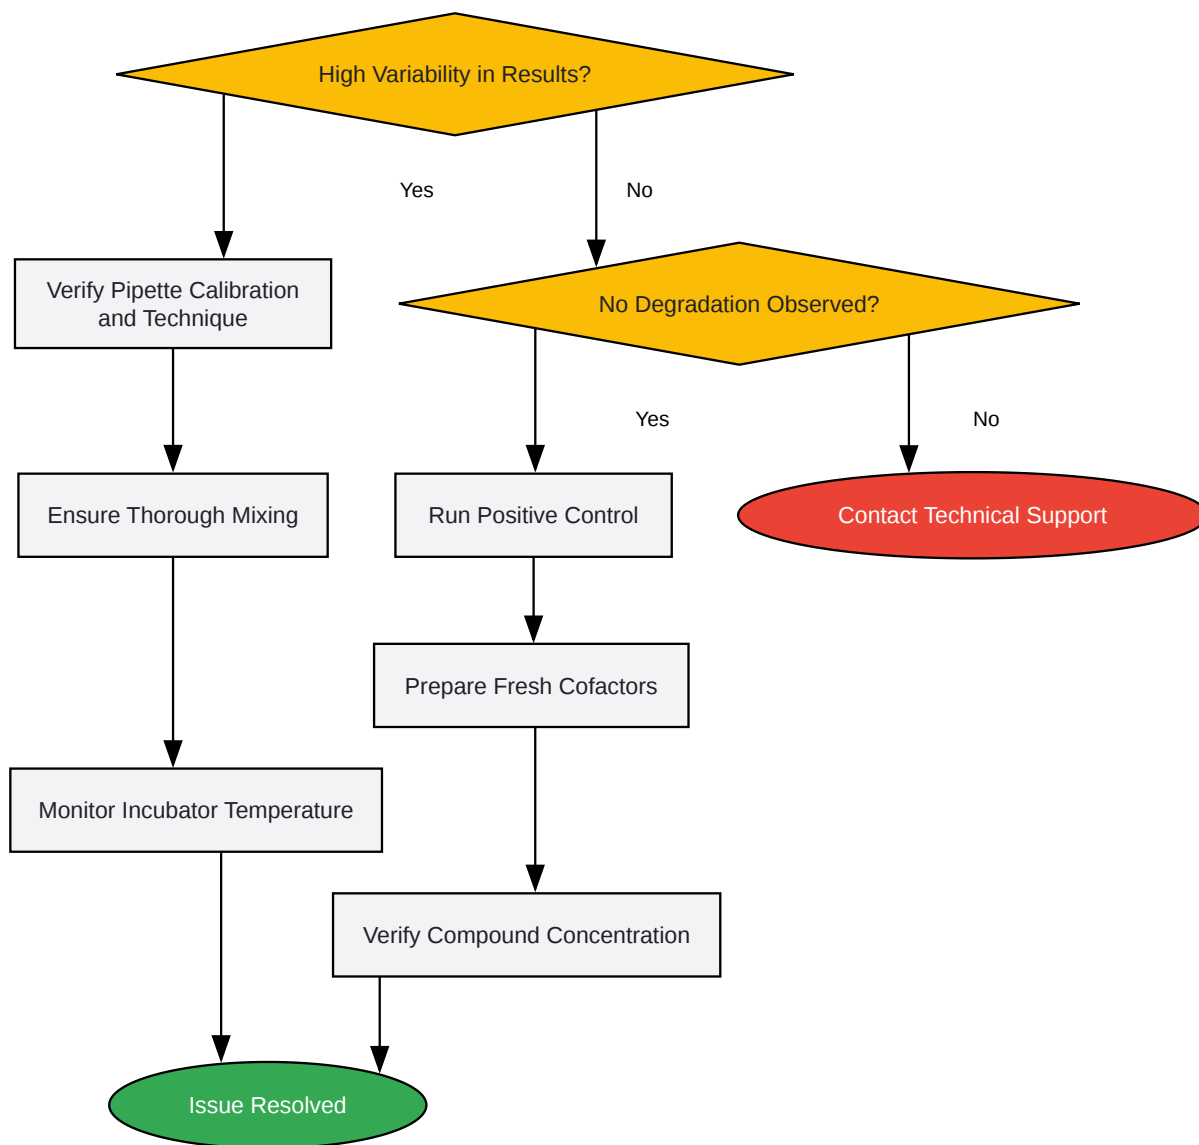 High Variability in Results?
Yes
No
Verify Pipette Calibration
and Technique
No Degradation Observed?
Yes
No
Ensure Thorough Mixing
Run Positive Control
Contact Technical Support
Prepare Fresh Cofactors
Monitor Incubator Temperature
Verify Compound Concentration
Issue Resolved